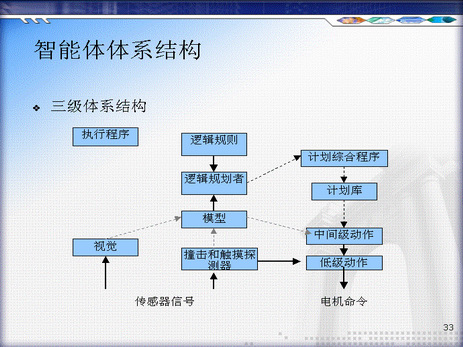 智能体体系结构
三级体系结构
执行程序
逻辑规则
计划综合程序
逻辑规划者
计划库
模型
中间级动作
视觉
撞击和触摸探
测器
低级动作
传感器信号
电机命令
33